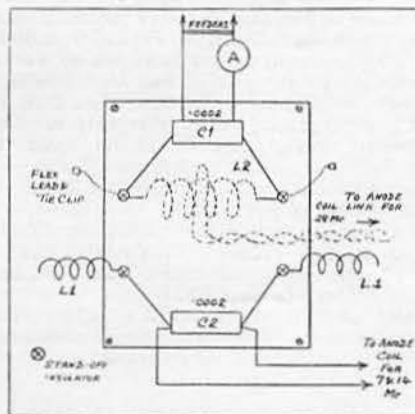 FEEDERS
A
·0002
C1
L2
FLEX
LEADS
TIE CLIP
TO ANODE
COIL LINK FOR
28 Mc
L1
L1
·0002
C2
STAND-OFF
INSULATOR
TO ANODE
COIL
FOR
7 & 14
Mc